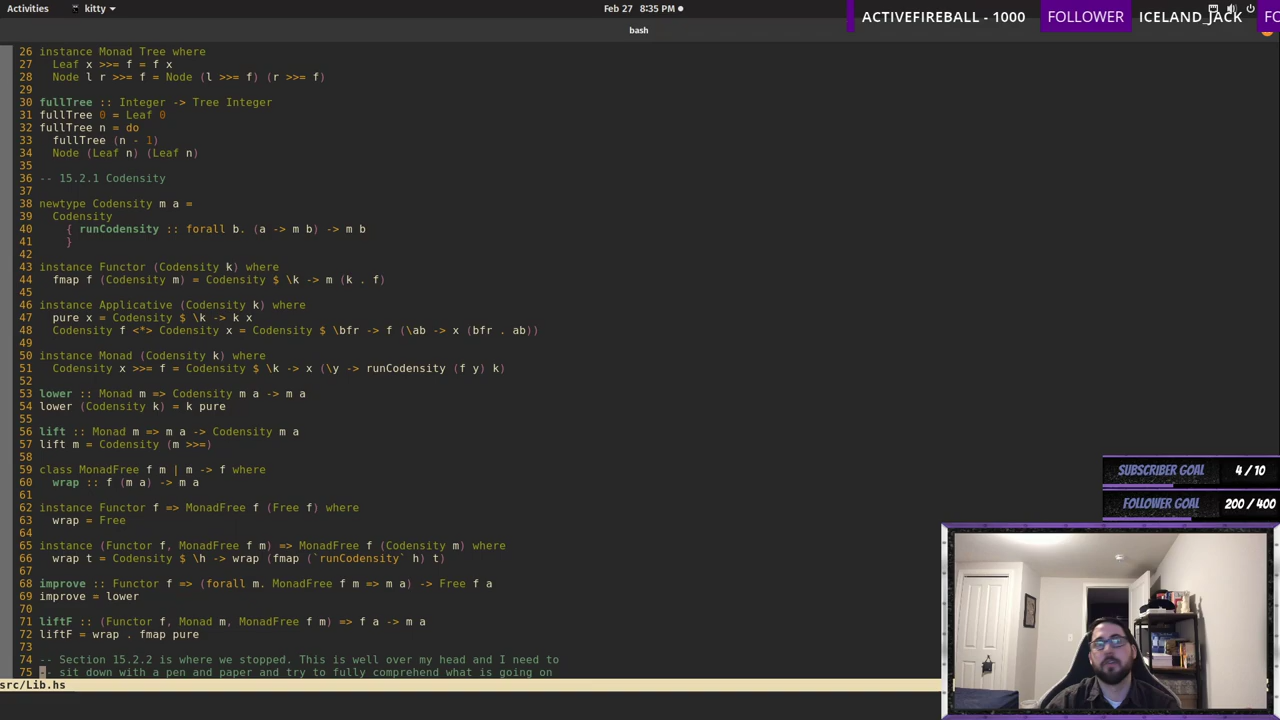 Activities
kitty
Feb 27 8:35 PM
ACTIVEFIREBALL - 1000
FOLLOWER
ICELAND_JACK
FO
bash
26 instance Monad Tree where
27   Leaf x >>= f = f x
28   Node l r >>= f = Node (l >>= f) (r >>= f)
29
30 fullTree :: Integer -> Tree Integer
31 fullTree 0 = Leaf 0
32 fullTree n = do
33   fullTree (n - 1)
34   Node (Leaf n) (Leaf n)
35
36 -- 15.2.1 Codensity
37
38 newtype Codensity m a =
39   Codensity
40     { runCodensity :: forall b. (a -> m b) -> m b
41     }
42
43 instance Functor (Codensity k) where
44   fmap f (Codensity m) = Codensity $ \k -> m (k . f)
45
46 instance Applicative (Codensity k) where
47   pure x = Codensity $ \k -> k x
48   Codensity f <*> Codensity x = Codensity $ \bfr -> f (\ab -> x (bfr . ab))
49
50 instance Monad (Codensity k) where
51   Codensity x >>= f = Codensity $ \k -> x (\y -> runCodensity (f y) k)
52
53 lower :: Monad m => Codensity m a -> m a
54 lower (Codensity k) = k pure
55
56 lift :: Monad m => m a -> Codensity m a
57 lift m = Codensity (m >>=)
58
59 class MonadFree f m | m -> f where
60   wrap :: f (m a) -> m a
61
62 instance Functor f => MonadFree f (Free f) where
63   wrap = Free
64
65 instance (Functor f, MonadFree f m) => MonadFree f (Codensity m) where
66   wrap t = Codensity $ \h -> wrap (fmap (`runCodensity` h) t)
67
68 improve :: Functor f => (forall m. MonadFree f m => m a) -> Free f a
69 improve = lower
70
71 liftF :: (Functor f, Monad m, MonadFree f m) => f a -> m a
72 liftF = wrap . fmap pure
73
74 -- Section 15.2.2 is where we stopped. This is well over my head and I need to
75 -- sit down with a pen and paper and try to fully comprehend what is going on
src/Lib.hs
SUBSCRIBER GOAL 4 / 10
FOLLOWER GOAL 200 / 400